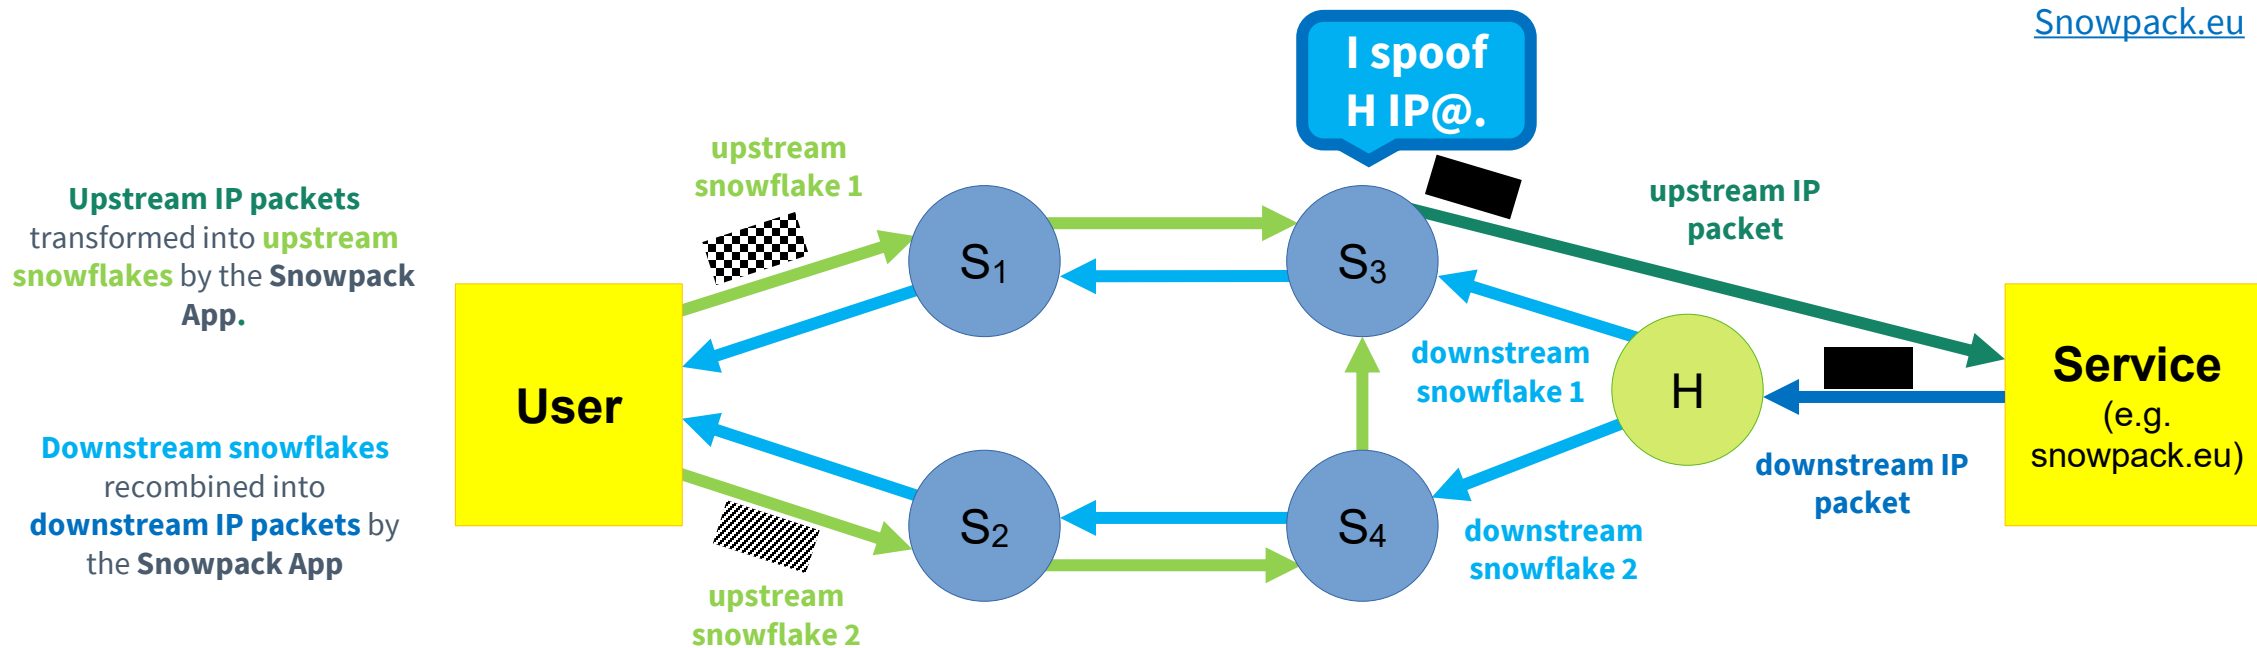 Snowpack.eu
I spoof
H IP@.
Upstream IP packets
transformed into upstream
snowflakes by the Snowpack
App.
Downstream snowflakes
recombined into
downstream IP packets by
the Snowpack App
upstream
snowflake 1
User
upstream
snowflake 2
S1
S2
S3
S4
upstream IP
packet
downstream
snowflake 1
H
downstream
snowflake 2
downstream IP
packet
Service
(e.g.
snowpack.eu)